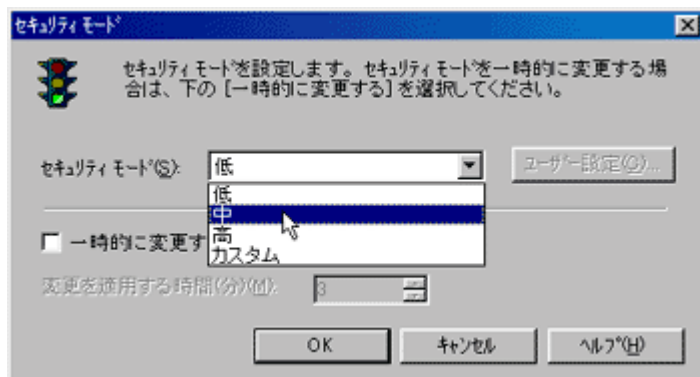 セキュリティ モード
セキュリティ モードを設定します。セキュリティ モードを一時的に変更する場
合は、下の [一時的に変更する] を選択してください。
セキュリティ モード(S): 低 ユーザー設定(G)...
低
中
高
カスタム
一時的に変更す
変更を適用する時間(分)(M): 3
OK キャンセル ヘルプ(H)